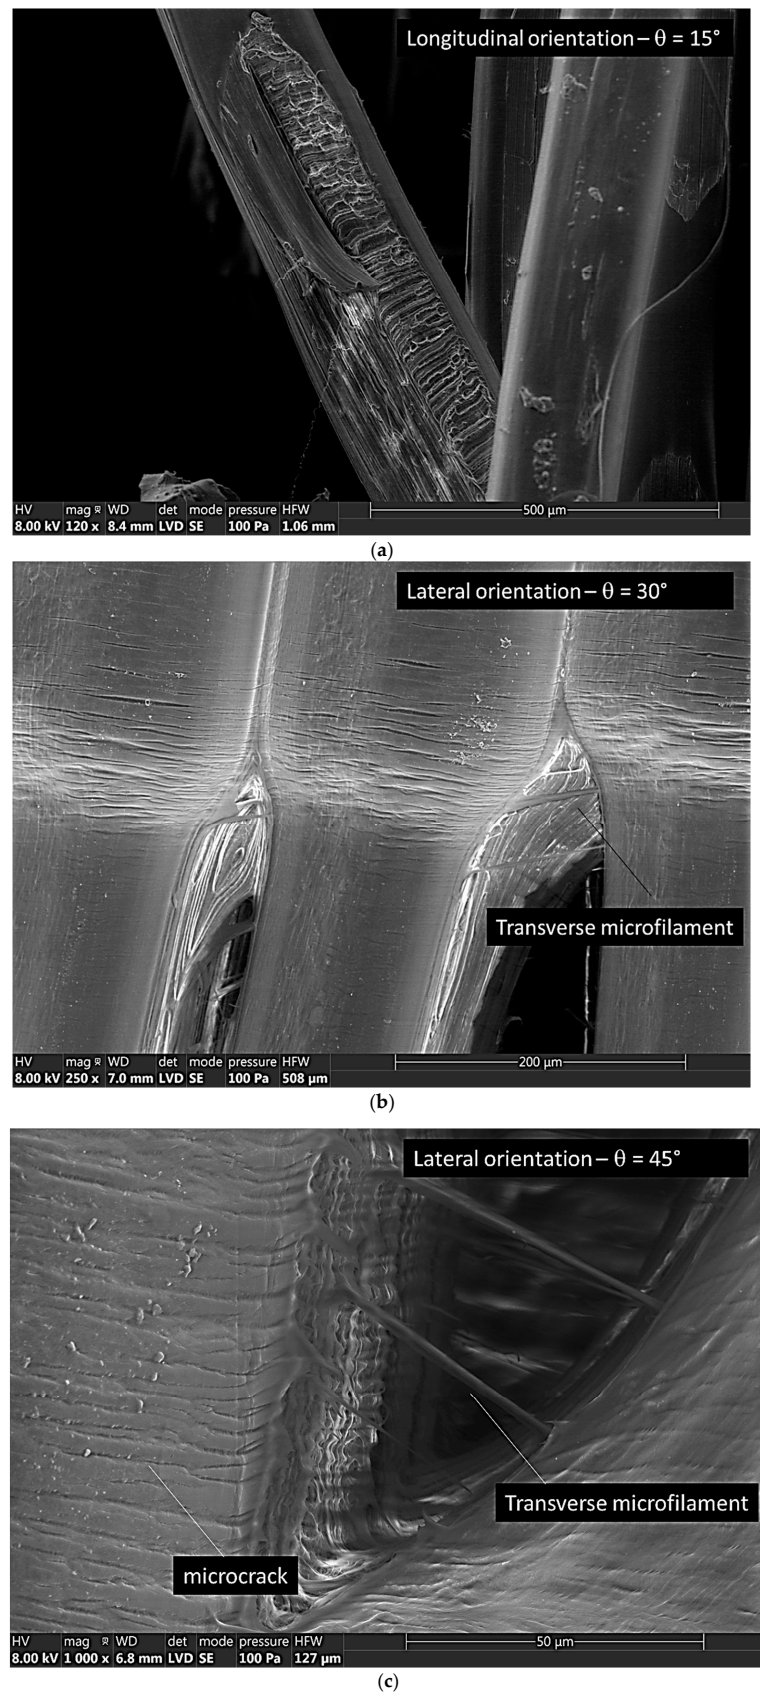 Longitudinal orientation – θ = 15°
HV mag WD det mode pressure HFW
8.00 kV 120 x 8.4 mm LVD SE 100 Pa 1.06 mm
500 µm
(a)
Lateral orientation – θ = 30°
Transverse microfilament
HV mag WD det mode pressure HFW
8.00 kV 250 x 7.0 mm LVD SE 100 Pa 508 µm
200 µm
(b)
Lateral orientation – θ = 45°
Transverse microfilament
microcrack
HV mag WD det mode pressure HFW
8.00 kV 1 000 x 6.8 mm LVD SE 100 Pa 127 µm
50 µm
(c)